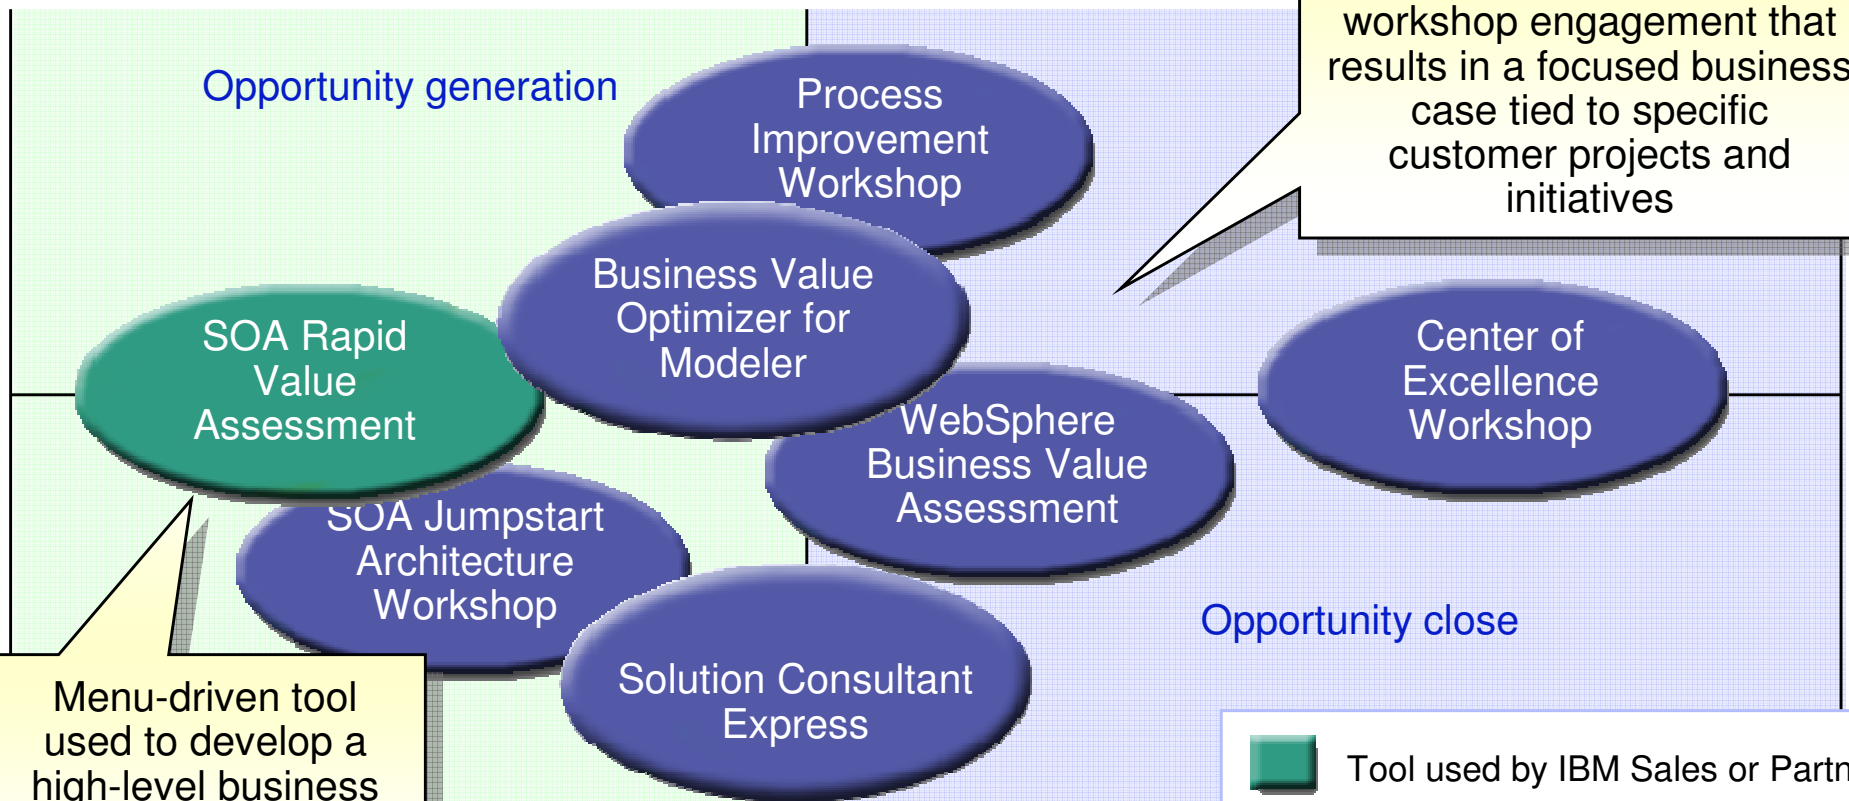 Opportunity generation
Process
Improvement
Workshop
workshop engagement that
results in a focused business
case tied to specific
customer projects and
initiatives
Business Value
Optimizer for
Modeler
SOA Rapid
Value
Assessment
Center of
Excellence
Workshop
WebSphere
Business Value
Assessment
SOA Jumpstart
Architecture
Workshop
Opportunity close
Solution Consultant
Express
Menu-driven tool
used to develop a
high-level business
Tool used by IBM Sales or Partn